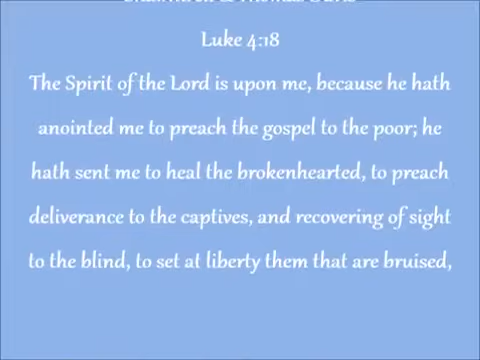 Luke 4:18
The Spirit of the Lord is upon me, because he hath
anointed me to preach the gospel to the poor; he
hath sent me to heal the brokenhearted, to preach
deliverance to the captives, and recovering of sight
to the blind, to set at liberty them that are bruised,